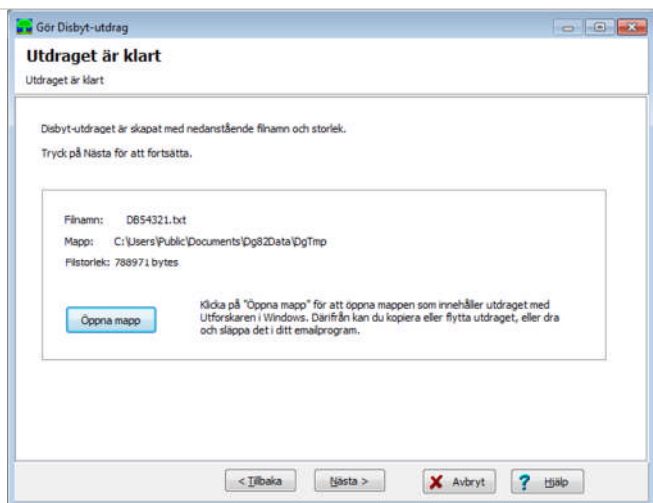 Gör Disbyt-utdrag
Utdraget är klart
Utdraget är klart
Disbyt-utdraget är skapat med nedanstående filnamn och storlek.
Tryck på Nästa för att fortsätta.
Filnamn: DB54321.txt
Mapp: C:\Users\Public\Documents\Dg82Data\DgTmp
Filstorlek: 788971 bytes
Öppna mapp
Klicka på "Öppna mapp" för att öppna mappen som innehåller utdraget med
Utforskaren i Windows. Därifrån kan du kopiera eller flytta utdraget, eller dra
och släppa det i ditt emailprogram.
< Tillbaka Nästa > Avbryt ? Hjälp